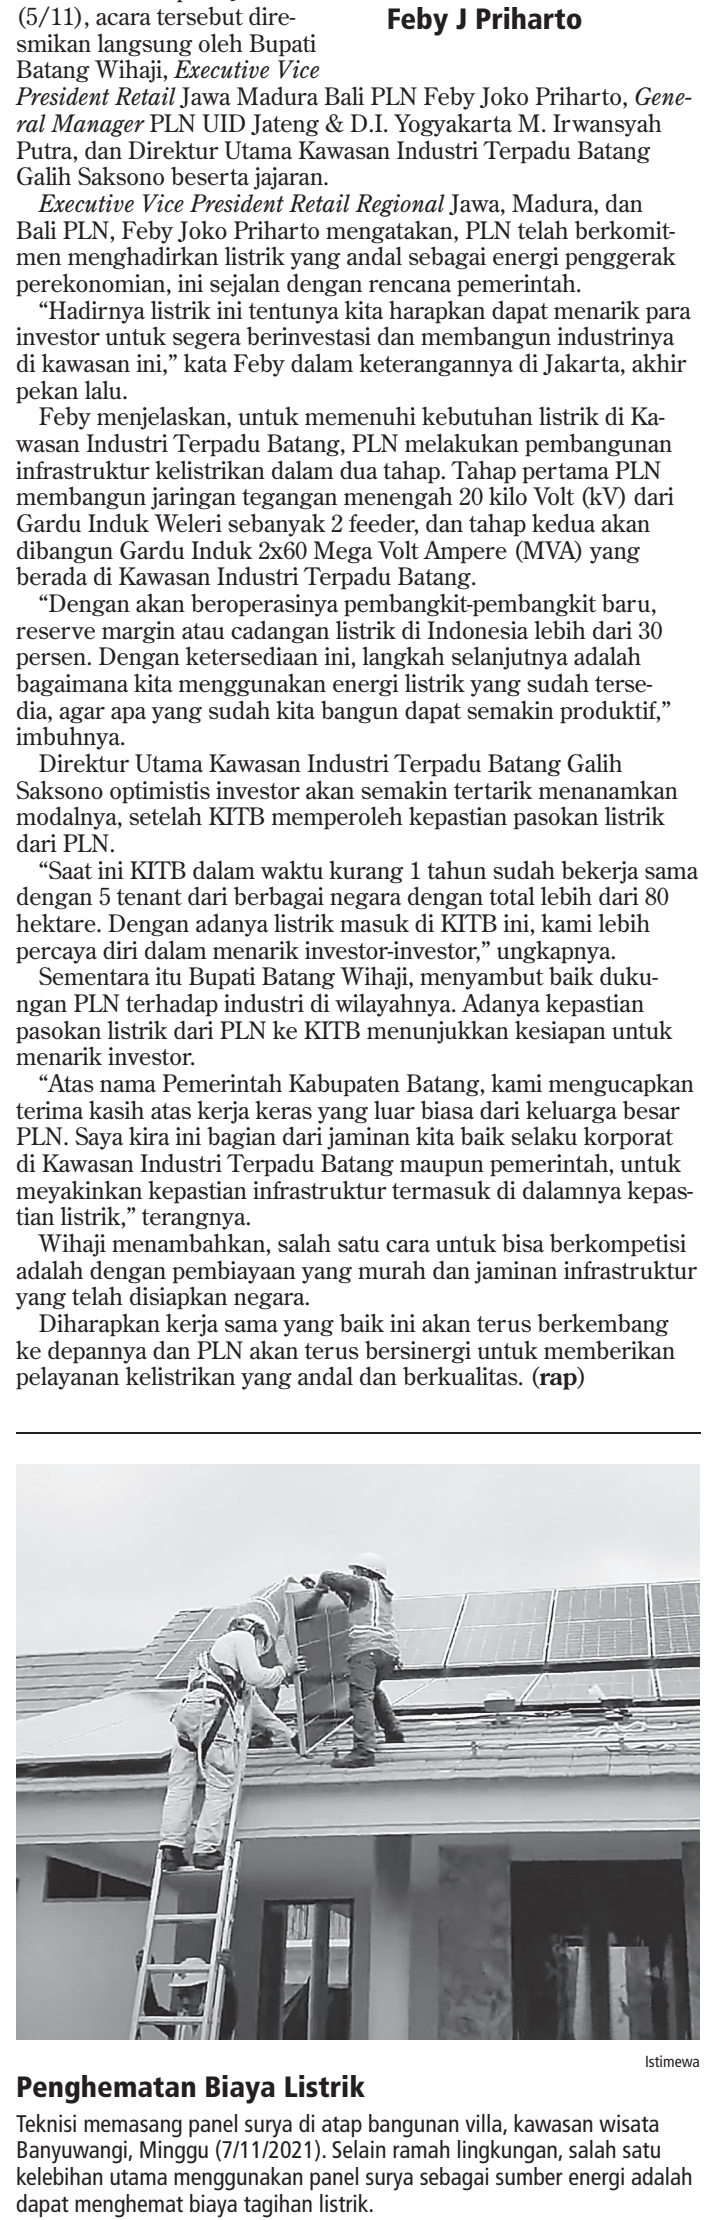 (5/11), acara tersebut dire-
smikan langsung oleh Bupati
Batang Wihaji, Executive Vice
Feby J Priharto
President Retail Jawa Madura Bali PLN Feby Joko Priharto, Gene-
ral Manager PLN UID Jateng & D.I. Yogyakarta M. Irwansyah
Putra, dan Direktur Utama Kawasan Industri Terpadu Batang
Galih Saksono beserta jajaran.
Executive Vice President Retail Regional Jawa, Madura, dan
Bali PLN, Feby Joko Priharto mengatakan, PLN telah berkomit-
men menghadirkan listrik yang andal sebagai energi penggerak
perekonomian, ini sejalan dengan rencana pemerintah.
“Hadirnya listrik ini tentunya kita harapkan dapat menarik para
investor untuk segera berinvestasi dan membangun industrinya
di kawasan ini,” kata Feby dalam keterangannya di Jakarta, akhir
pekan lalu.
Feby menjelaskan, untuk memenuhi kebutuhan listrik di Ka-
wasan Industri Terpadu Batang, PLN melakukan pembangunan
infrastruktur kelistrikan dalam dua tahap. Tahap pertama PLN
membangun jaringan tegangan menengah 20 kilo Volt (kV) dari
Gardu Induk Weleri sebanyak 2 feeder, dan tahap kedua akan
dibangun Gardu Induk 2x60 Mega Volt Ampere (MVA) yang
berada di Kawasan Industri Terpadu Batang.
“Dengan akan beroperasinya pembangkit-pembangkit baru,
reserve margin atau cadangan listrik di Indonesia lebih dari 30
persen. Dengan ketersediaan ini, langkah selanjutnya adalah
bagaimana kita menggunakan energi listrik yang sudah terse-
dia, agar apa yang sudah kita bangun dapat semakin produktif,”
imbuhnya.
Direktur Utama Kawasan Industri Terpadu Batang Galih
Saksono optimistis investor akan semakin tertarik menanamkan
modalnya, setelah KITB memperoleh kepastian pasokan listrik
dari PLN.
“Saat ini KITB dalam waktu kurang 1 tahun sudah bekerja sama
dengan 5 tenant dari berbagai negara dengan total lebih dari 80
hektare. Dengan adanya listrik masuk di KITB ini, kami lebih
percaya diri dalam menarik investor-investor,” ungkapnya.
Sementara itu Bupati Batang Wihaji, menyambut baik duku-
ngan PLN terhadap industri di wilayahnya. Adanya kepastian
pasokan listrik dari PLN ke KITB menunjukkan kesiapan untuk
menarik investor.
“Atas nama Pemerintah Kabupaten Batang, kami mengucapkan
terima kasih atas kerja keras yang luar biasa dari keluarga besar
PLN. Saya kira ini bagian dari jaminan kita baik selaku korporat
di Kawasan Industri Terpadu Batang maupun pemerintah, untuk
meyakinkan kepastian infrastruktur termasuk di dalamnya kepas-
tian listrik,” terangnya.
Wihaji menambahkan, salah satu cara untuk bisa berkompetisi
adalah dengan pembiayaan yang murah dan jaminan infrastruktur
yang telah disiapkan negara.
Diharapkan kerja sama yang baik ini akan terus berkembang
ke depannya dan PLN akan terus bersinergi untuk memberikan
pelayanan kelistrikan yang andal dan berkualitas. (rap)
Istimewa
Penghematan Biaya Listrik
Teknisi memasang panel surya di atap bangunan villa, kawasan wisata
Banyuwangi, Minggu (7/11/2021). Selain ramah lingkungan, salah satu
kelebihan utama menggunakan panel surya sebagai sumber energi adalah
dapat menghemat biaya tagihan listrik.